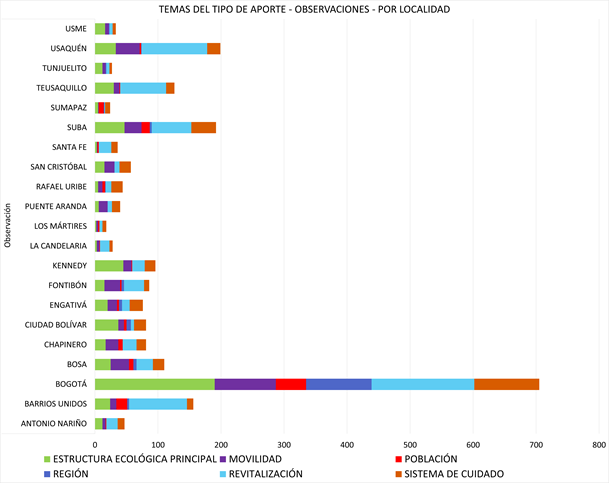 TEMAS DEL TIPO DE APORTE - OBSERVACIONES - POR LOCALIDAD
Observación
USME
USAQUÉN
TUNJUELITO
TEUSAQUILLO
SUMAPAZ
SUBA
SANTA FE
SAN CRISTÓBAL
RAFAEL URIBE
PUENTE ARANDA
LOS MÁRTIRES
LA CANDELARIA
KENNEDY
FONTIBÓN
ENGATIVÁ
CIUDAD BOLÍVAR
CHAPINERO
BOSA
BOGOTÁ
BARRIOS UNIDOS
ANTONIO NARIÑO
0 100 200 300 400 500 600 700 800
ESTRUCTURA ECOLÓGICA PRINCIPAL MOVILIDAD POBLACIÓN
REGIÓN REVITALIZACIÓN SISTEMA DE CUIDADO